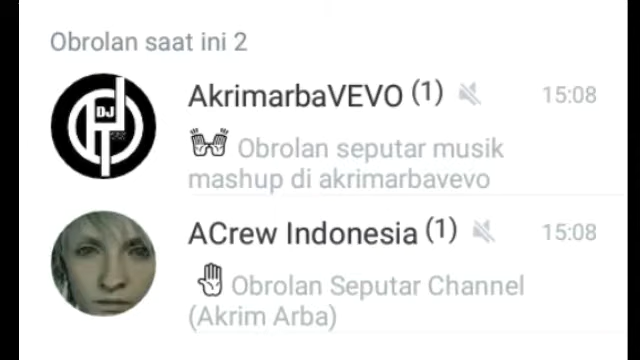 Obrolan saat ini 2
AkrimarbaVEVO (1) 15:08
DJ
Obrolan seputar musik
mashup di akrimarbavevo
ACrew Indonesia (1) 15:08
Obrolan Seputar Channel
(Akrim Arba)